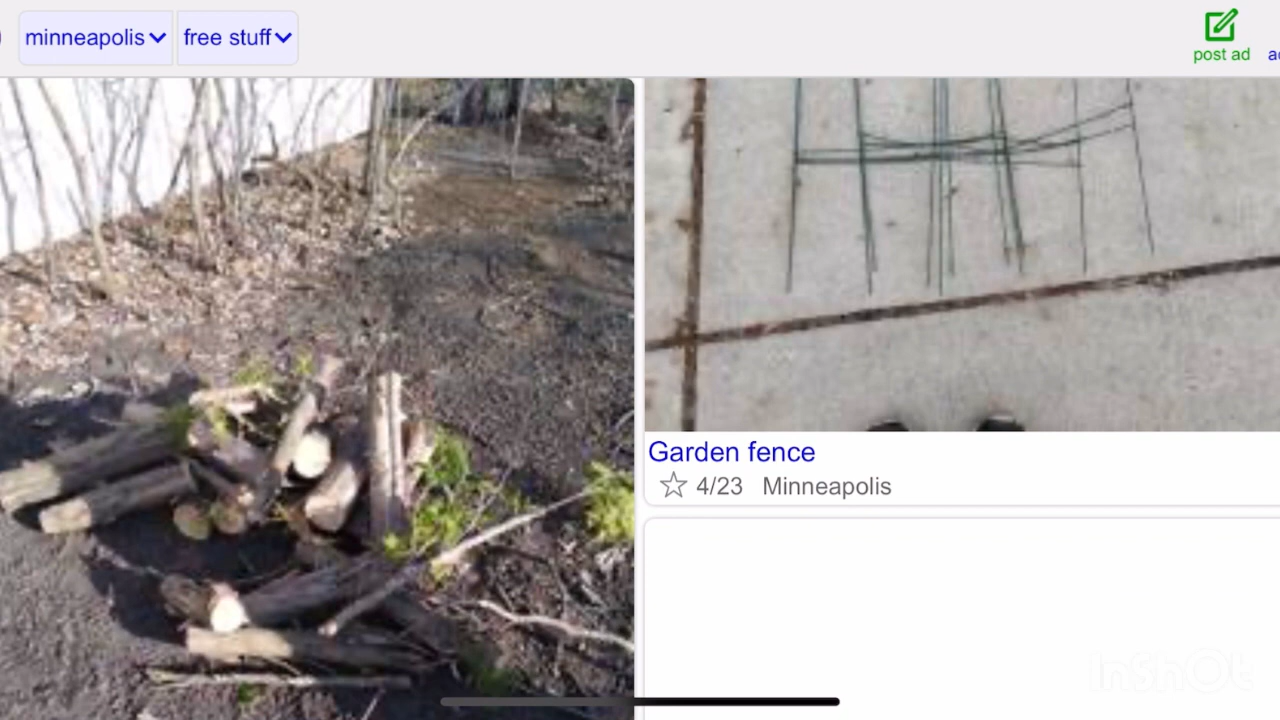 minneapolis
free stuff
post ad
Garden fence
4/23 Minneapolis
InShOt